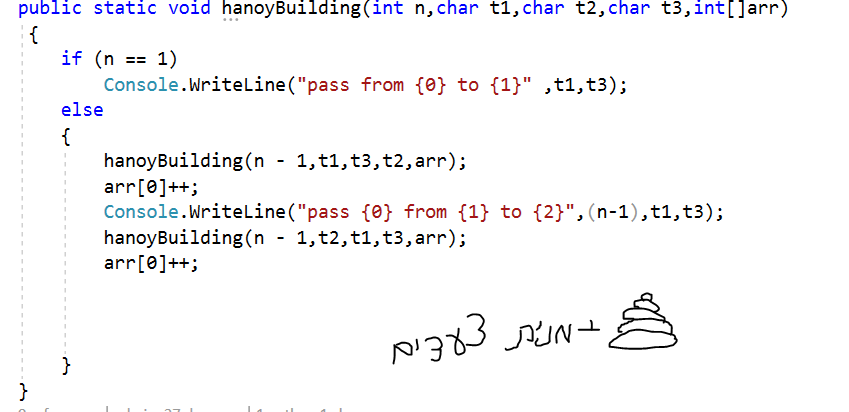 public static void hanoyBuilding(int n,char t1,char t2,char t3,int[]arr)
{
if (n == 1)
Console.WriteLine("pass from {0} to {1}" ,t1,t3);
else
{
hanoyBuilding(n - 1,t1,t3,t2,arr);
arr[0]++;
Console.WriteLine("pass {0} from {1} to {2}",(n-1),t1,t3);
hanoyBuilding(n - 1,t2,t1,t3,arr);
arr[0]++;
צעדים
}
}